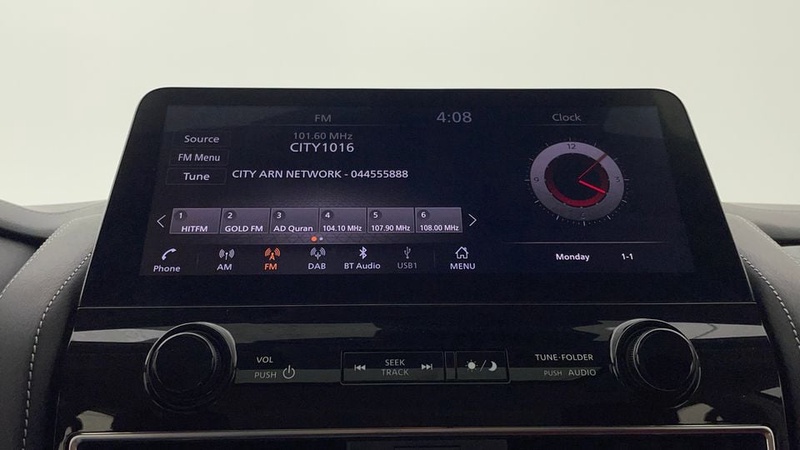 FM 4:08 Clock
Source
101.60 MHz
CITY1016
FM Menu
Tune
CITY ARN NETWORK - 044555888
12
1 2 3 4 5 6
HITFM GOLD FM AD Quran 104.10 MHz 107.90 MHz 108.00 MHz
Phone AM FM DAB BT Audio USB1 MENU
Monday 1-1
VOL
PUSH
SEEK
TRACK
TUNE·FOLDER
PUSH AUDIO